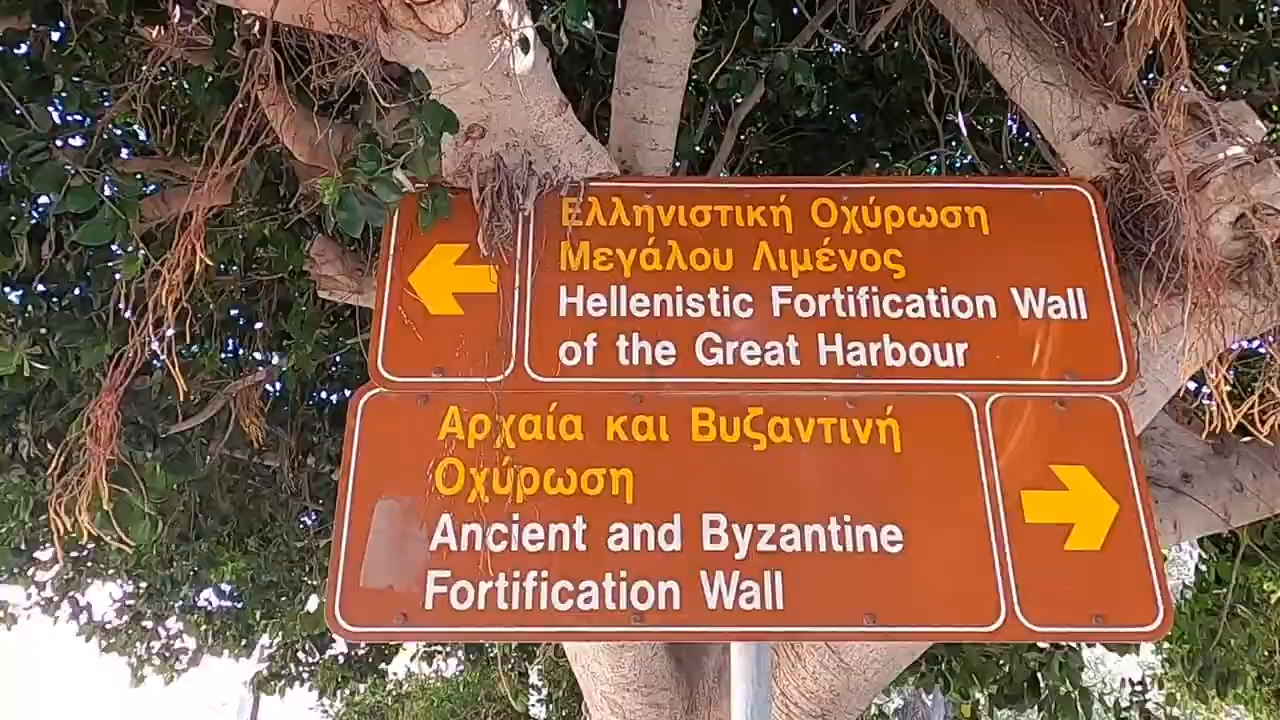 Ελληνιστική Οχύρωση
Μεγάλου Λιμένος
Hellenistic Fortification Wall
of the Great Harbour
Αρχαία και Βυζαντινή
Οχύρωση
Ancient and Byzantine
Fortification Wall